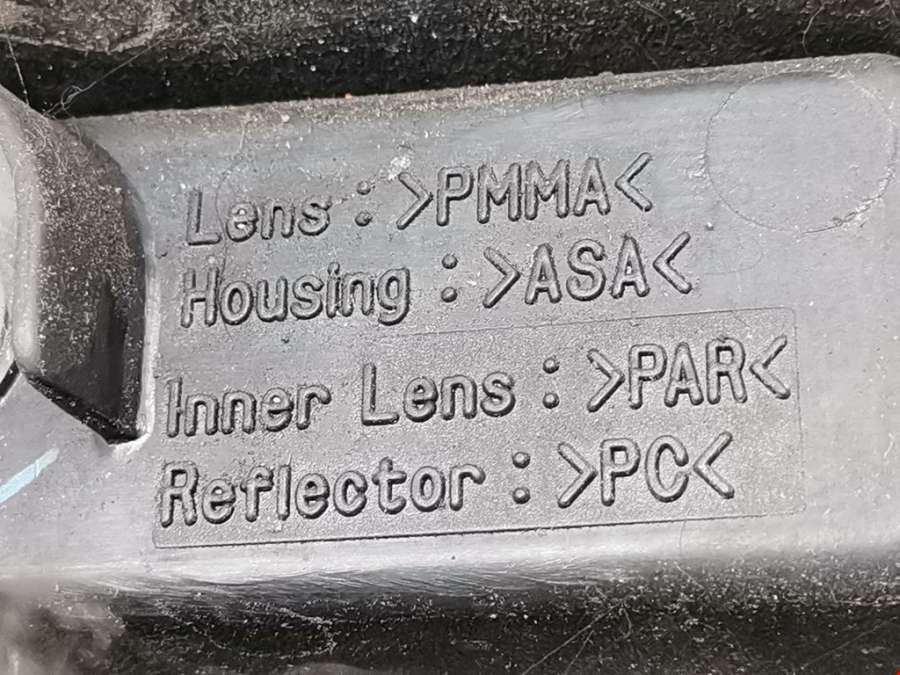 Lens : >PMMA<
Housing : >ASA<
Inner Lens : >PAR<
Reflector : >PC<